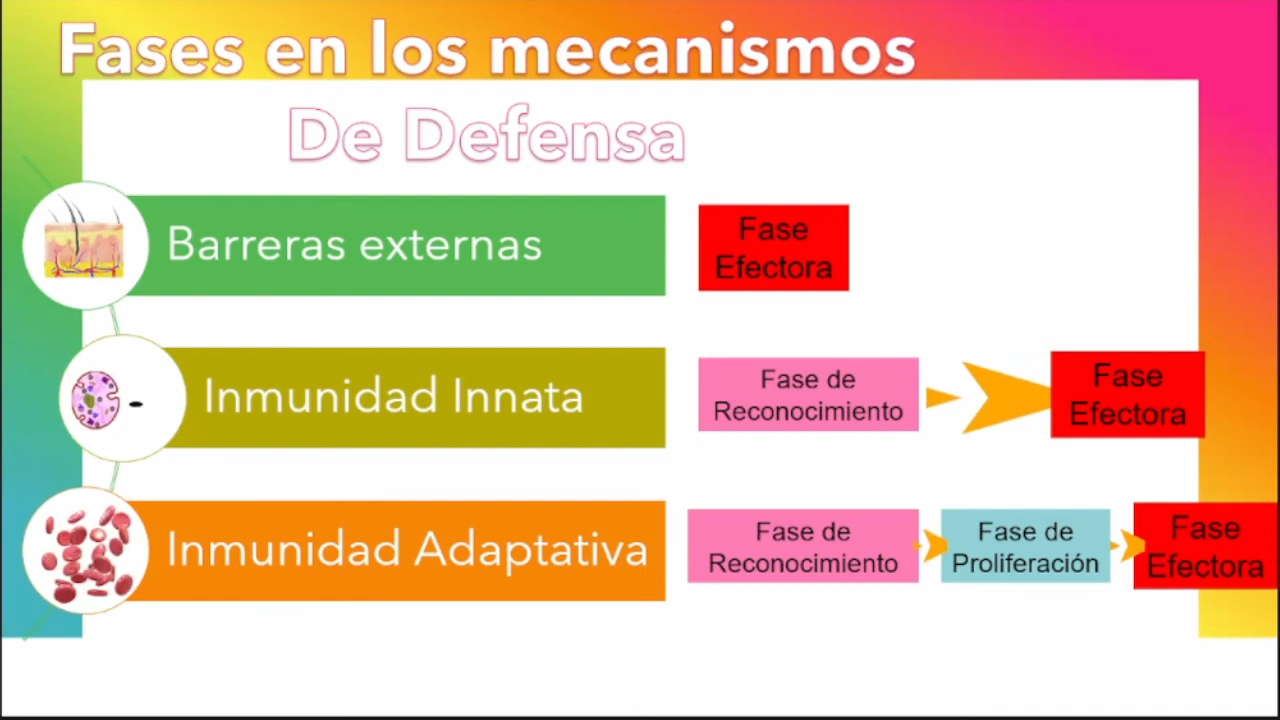 Fases en los mecanismos
De Defensa
Barreras externas
Fase
Efectora
Inmunidad Innata
Fase de
Reconocimiento
Fase
Efectora
Inmunidad Adaptativa
Fase de
Reconocimiento
Fase de
Proliferación
Fase
Efectora